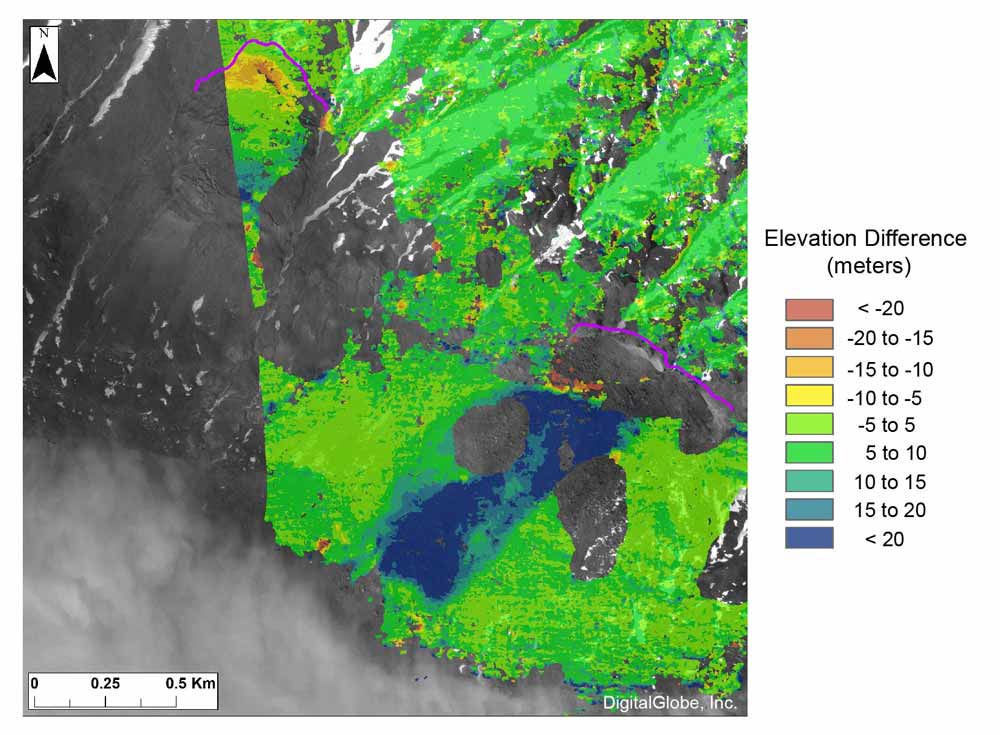 N
Elevation Difference
(meters)
< -20
-20 to -15
-15 to -10
-10 to -5
-5 to 5
5 to 10
10 to 15
15 to 20
< 20
0 0.25 0.5 Km
DigitalGlobe, Inc.